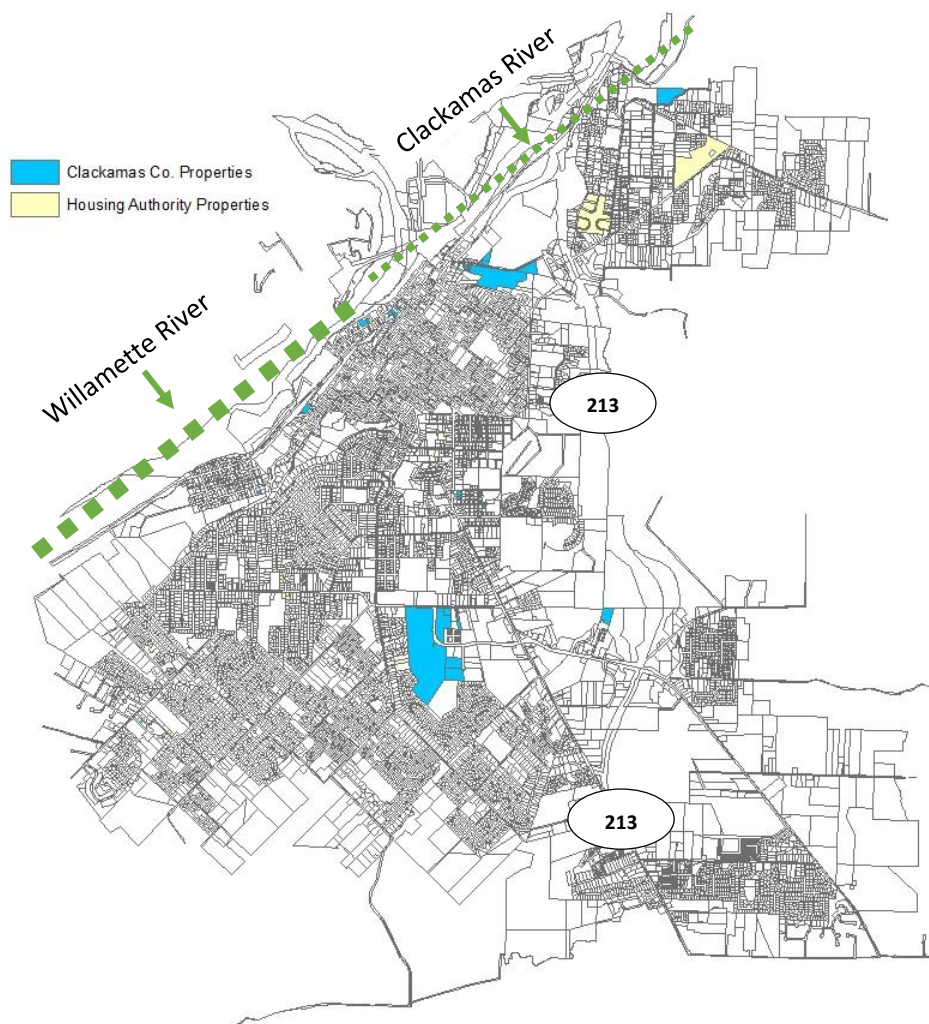 Clackamas River
Clackamas Co. Properties
Housing Authority Properties
Willamette River
213
213